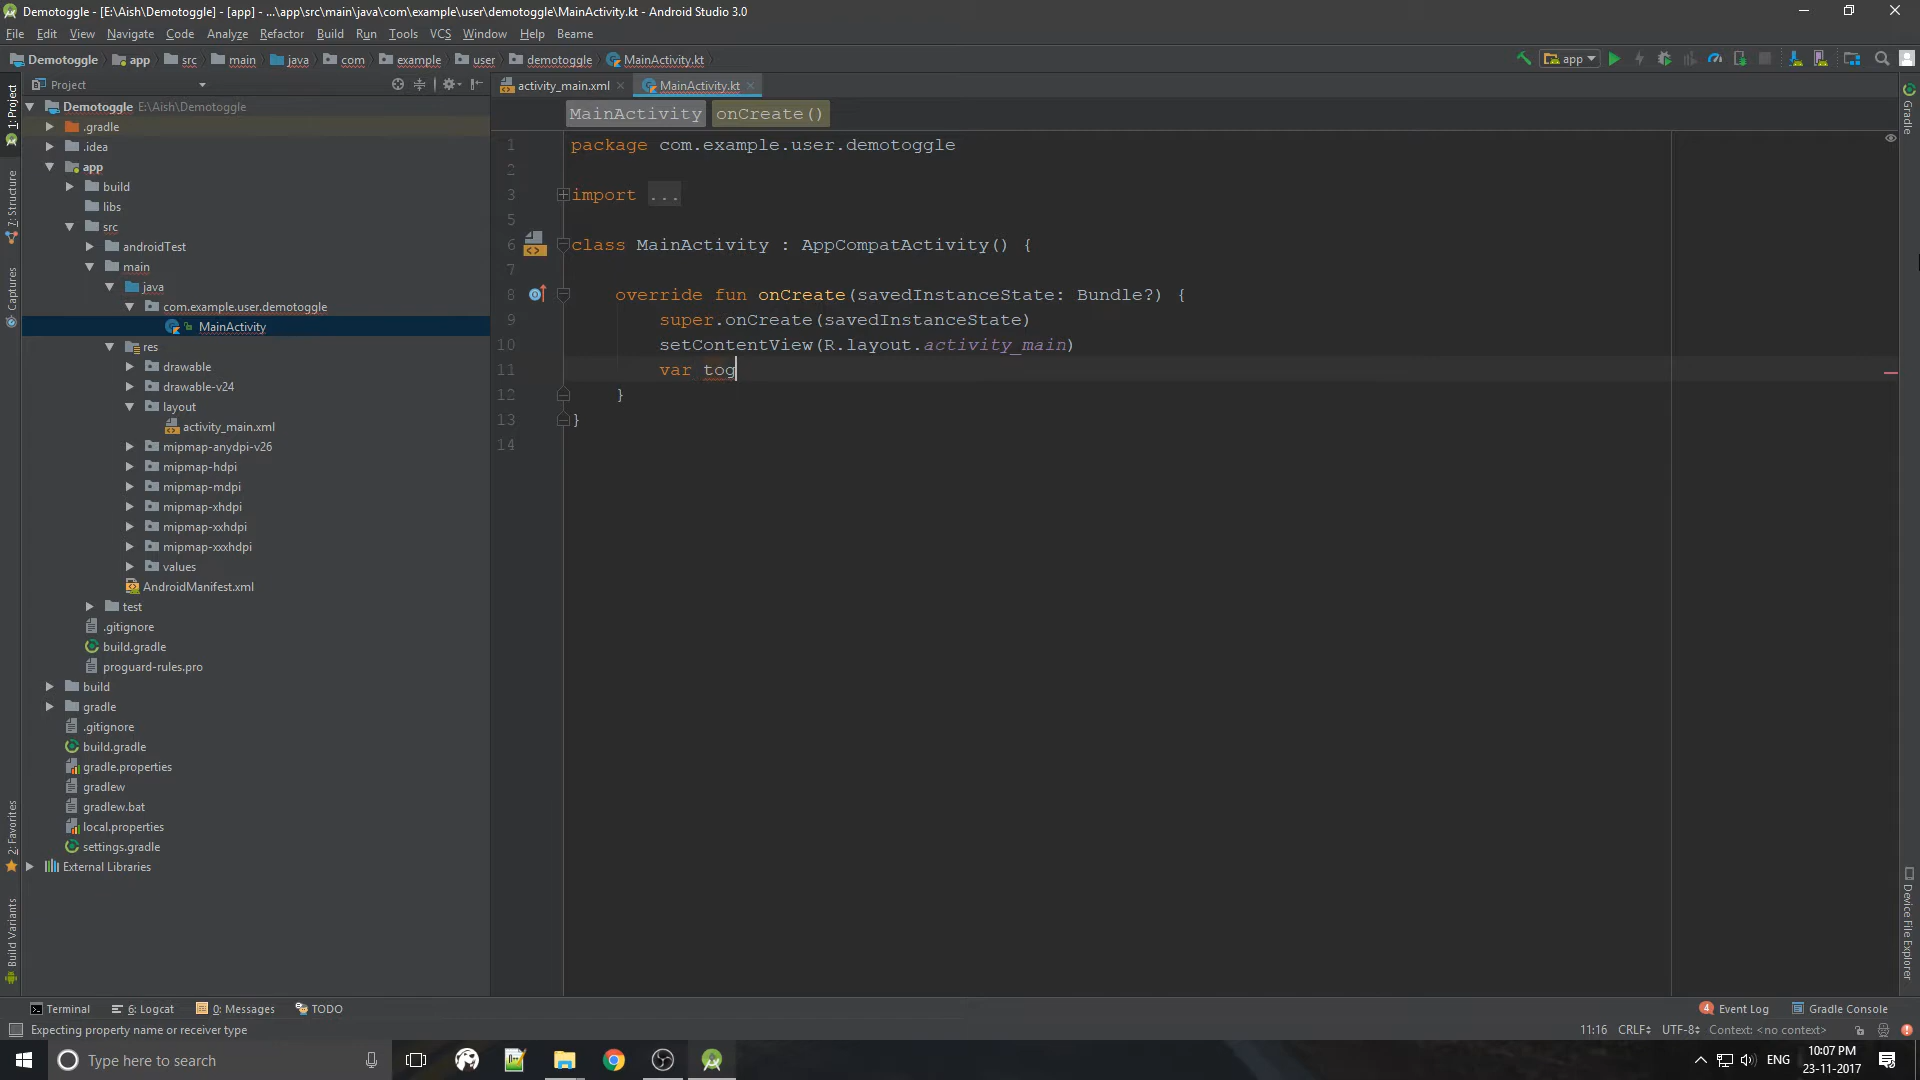 Demotoggle - [E:\Aish\Demotoggle] - [app] - ...\app\src\main\java\com\example\user\demotoggle\MainActivity.kt - Android Studio 3.0
File Edit View Navigate Code Analyze Refactor Build Run Tools VCS Window Help Beame
Demotoggle app src main java com example user demotoggle MainActivity.kt
app
Project
activity_main.xml MainActivity.kt
MainActivity onCreate()
Demotoggle E:\Aish\Demotoggle
.gradle
.idea
app
build
libs
src
androidTest
main
java
com.example.user.demotoggle
MainActivity
res
drawable
drawable-v24
layout
activity_main.xml
mipmap-anydpi-v26
mipmap-hdpi
mipmap-mdpi
mipmap-xhdpi
mipmap-xxhdpi
mipmap-xxxhdpi
values
AndroidManifest.xml
test
.gitignore
build.gradle
proguard-rules.pro
build
gradle
.gitignore
build.gradle
gradle.properties
gradlew
gradlew.bat
local.properties
settings.gradle
External Libraries
1 package com.example.user.demotoggle
2
3 import ...
5
6 class MainActivity : AppCompatActivity() {
7
8 override fun onCreate(savedInstanceState: Bundle?) {
9 super.onCreate(savedInstanceState)
10 setContentView(R.layout.activity_main)
11 var tog
12 }
13 }
14
1: Project
7: Structure
Captures
2: Favorites
Build Variants
Gradle
Device File Explorer
Terminal 6: Logcat 0: Messages TODO
4 Event Log Gradle Console
Expecting property name or receiver type
11:16 CRLF UTF-8 Context: <no context>
Type here to search
ENG
10:07 PM
23-11-2017